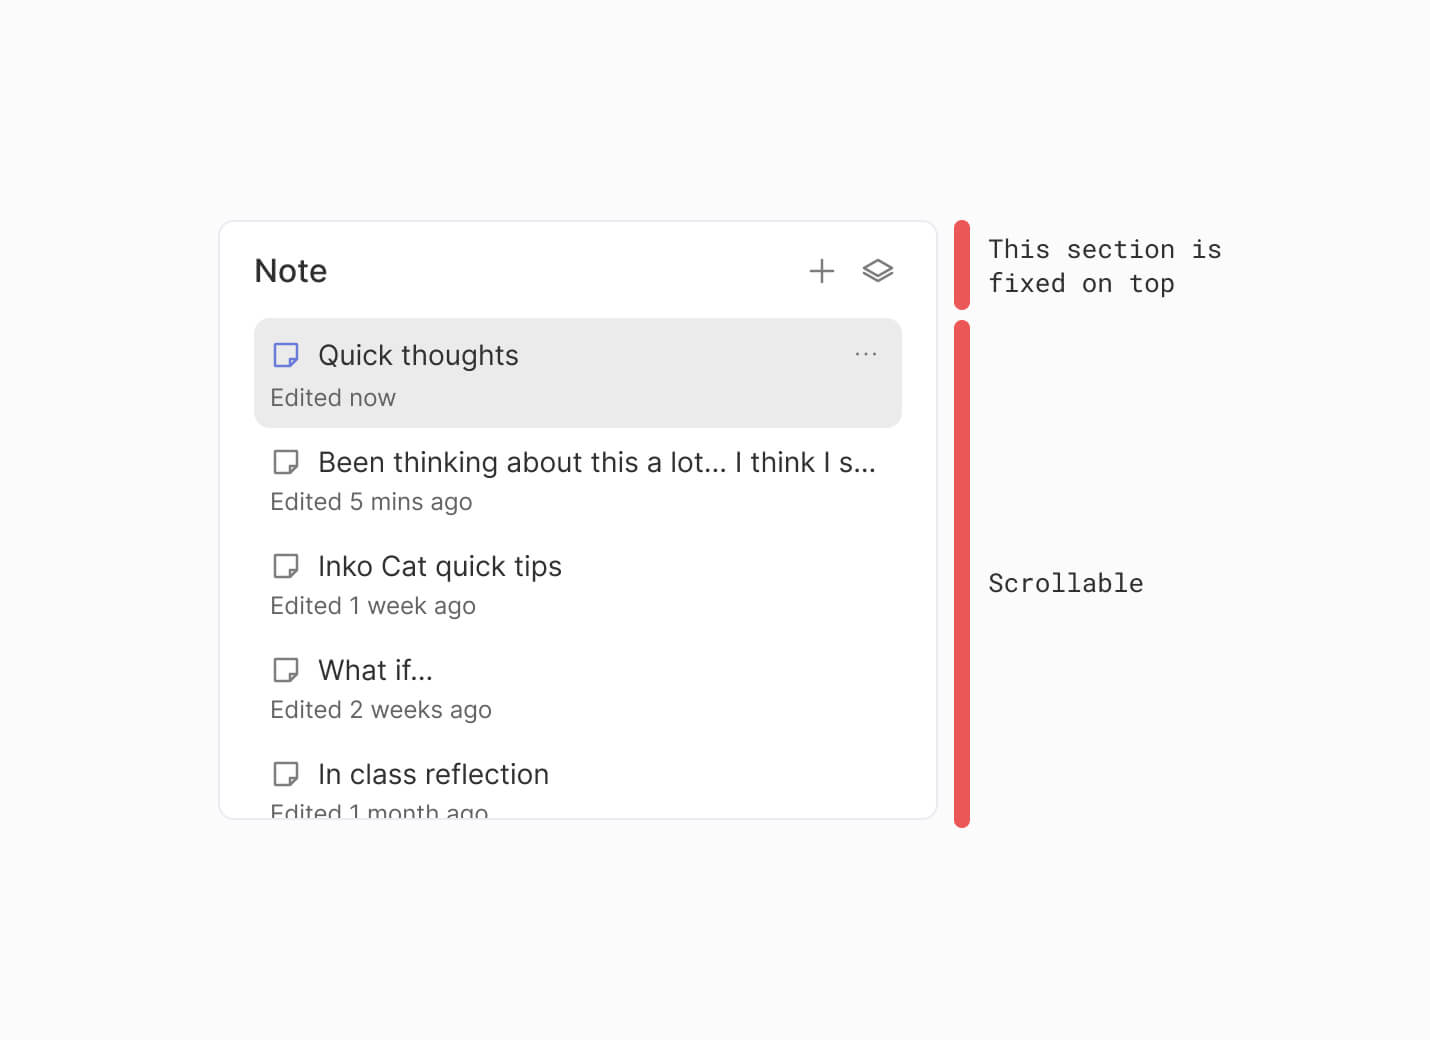 Note
Quick thoughts
...
Edited now
Been thinking about this a lot... I think I s...
Edited 5 mins ago
Inko Cat quick tips
Edited 1 week ago
What if...
Edited 2 weeks ago
In class reflection
Edited 1 month ago
This section is
fixed on top
Scrollable